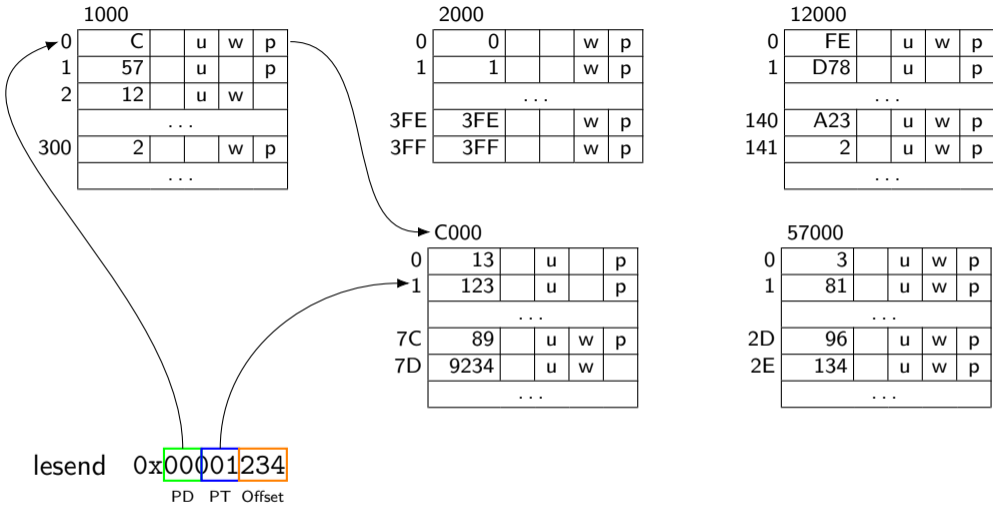 1000
0 C u w p
1 57 u p
2 12 u w
...
300 2 w p
...
2000
0 0 w p
1 1 w p
...
3FE 3FE w p
3FF 3FF w p
12000
0 FE u w p
1 D78 u p
...
140 A23 u w p
141 2 u w p
...
C000
0 13 u p
1 123 u p
...
7C 89 u w p
7D 9234 u w
...
57000
0 3 u w p
1 81 u w p
...
2D 96 u w p
2E 134 u w p
...
lesend 0x00001234
PD PT Offset